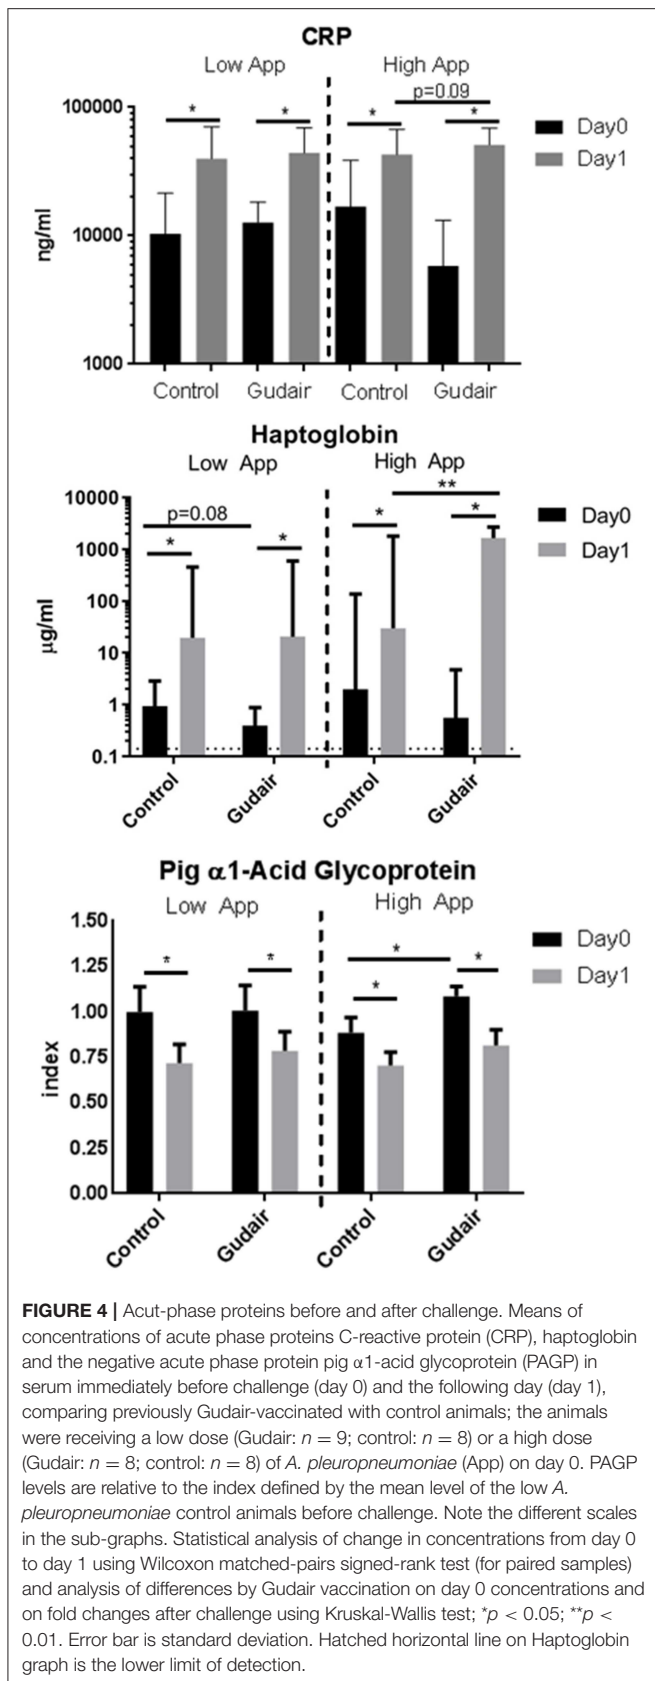 CRP
Low App High App
p=0.09
* * * *
100000
10000
1000
ng/ml
Day0
Day1
Control Gudair Control Gudair
Haptoglobin
Low App High App
**
p=0.08
* * * *
10000
1000
100
10
1
0.1
µg/ml
Day0
Day1
Control Gudair Control Gudair
Pig α1-Acid Glycoprotein
Low App High App
*
* * * *
1.50
1.25
1.00
0.75
0.50
0.25
0.00
index
Day0
Day1
Control Gudair Control Gudair
FIGURE 4 | Acut-phase proteins before and after challenge. Means of
concentrations of acute phase proteins C-reactive protein (CRP), haptoglobin
and the negative acute phase protein pig α1-acid glycoprotein (PAGP) in
serum immediately before challenge (day 0) and the following day (day 1),
comparing previously Gudair-vaccinated with control animals; the animals
were receiving a low dose (Gudair: n = 9; control: n = 8) or a high dose
(Gudair: n = 8; control: n = 8) of A. pleuropneumoniae (App) on day 0. PAGP
levels are relative to the index defined by the mean level of the low A.
pleuropneumoniae control animals before challenge. Note the different scales
in the sub-graphs. Statistical analysis of change in concentrations from day 0
to day 1 using Wilcoxon matched-pairs signed-rank test (for paired samples)
and analysis of differences by Gudair vaccination on day 0 concentrations and
on fold changes after challenge using Kruskal-Wallis test; *p < 0.05; **p <
0.01. Error bar is standard deviation. Hatched horizontal line on Haptoglobin
graph is the lower limit of detection.